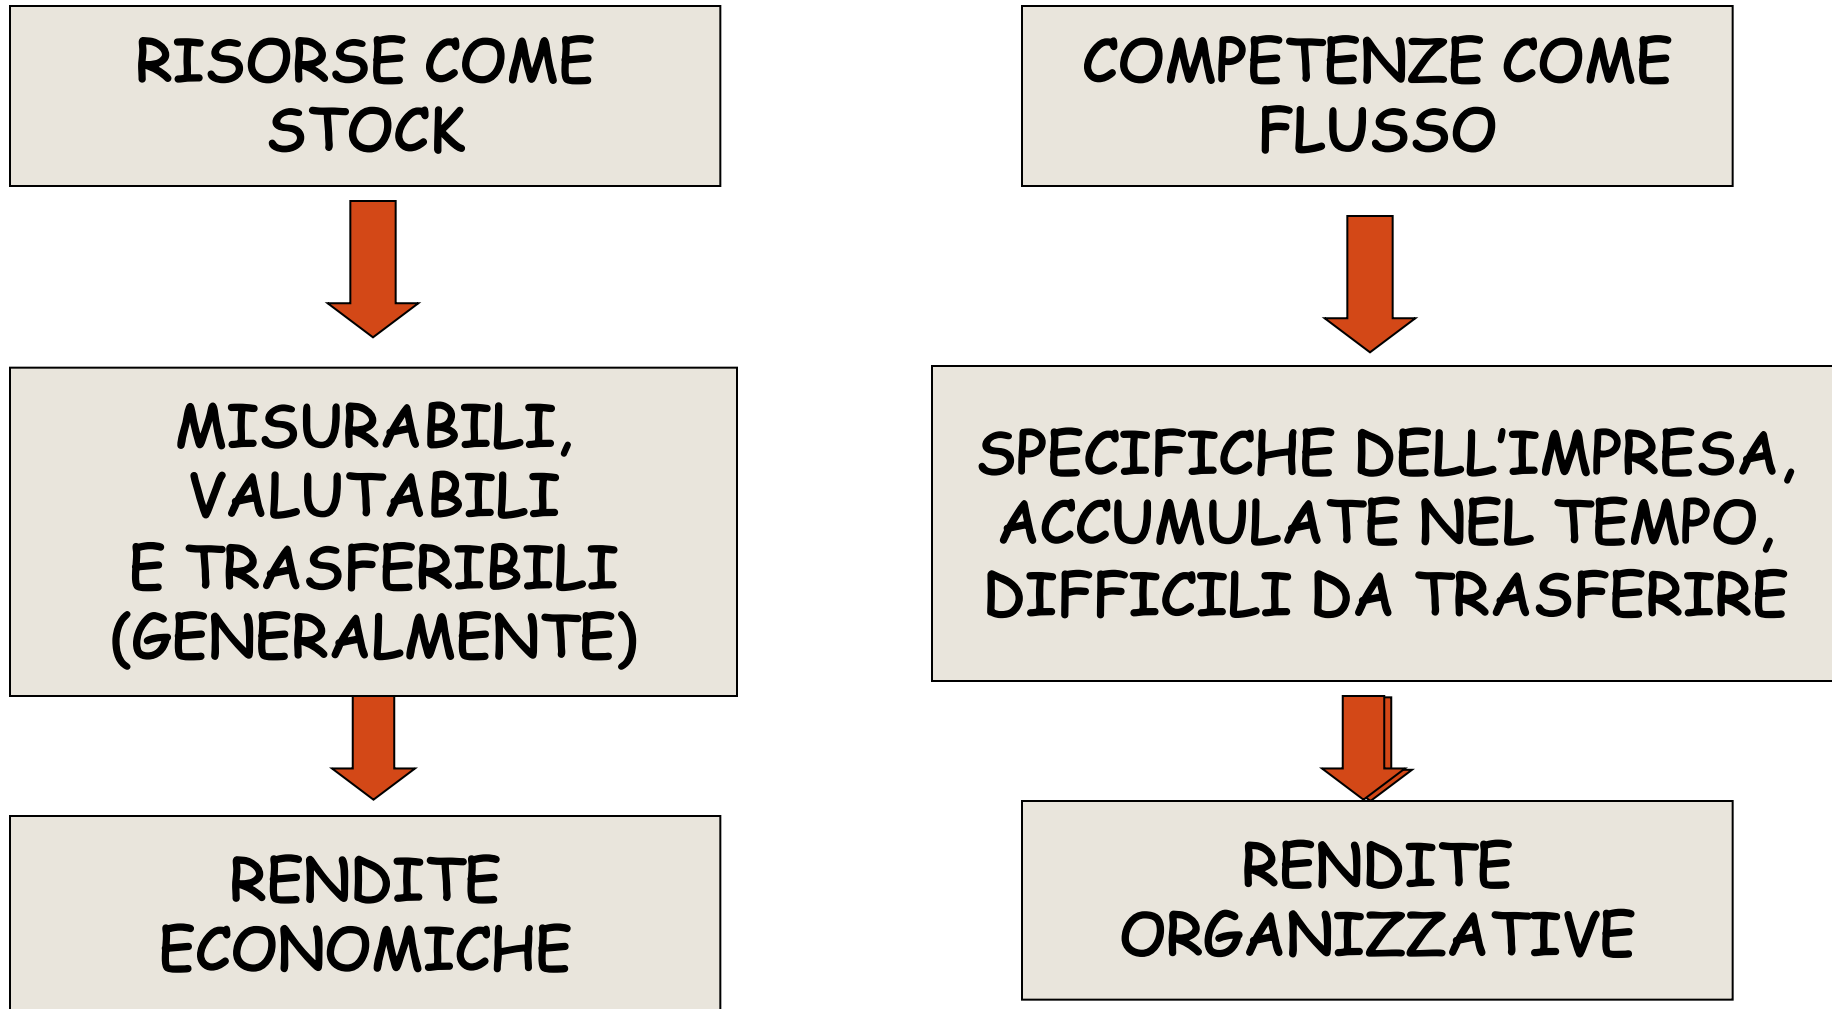 RISORSE COME
STOCK
MISURABILI,
VALUTABILI
E TRASFERIBILI
(GENERALMENTE)
RENDITE
ECONOMICHE
COMPETENZE COME
FLUSSO
SPECIFICHE DELL'IMPRESA,
ACCUMULATE NEL TEMPO,
DIFFICILI DA TRASFERIRE
RENDITE
ORGANIZZATIVE